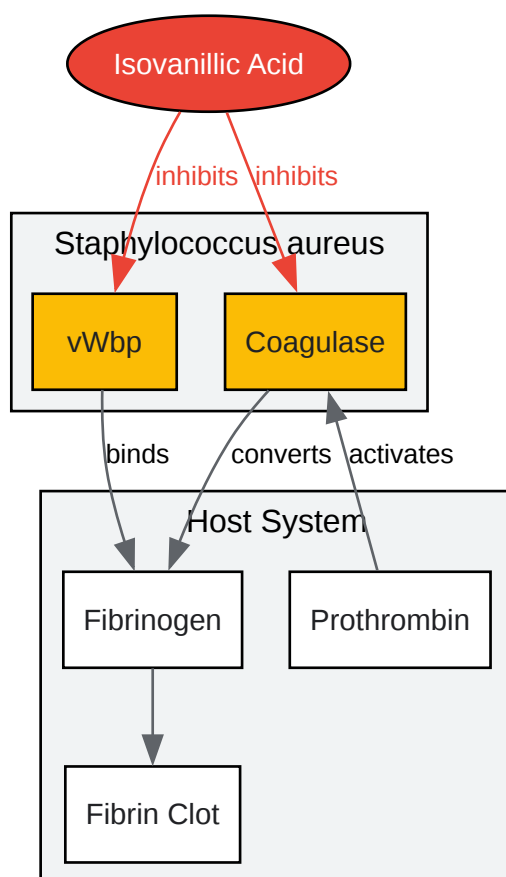 Isovanillic Acid
inhibits
inhibits
Staphylococcus aureus
vWbp
Coagulase
binds
converts
activates
Host System
Fibrinogen
Prothrombin
Fibrin Clot